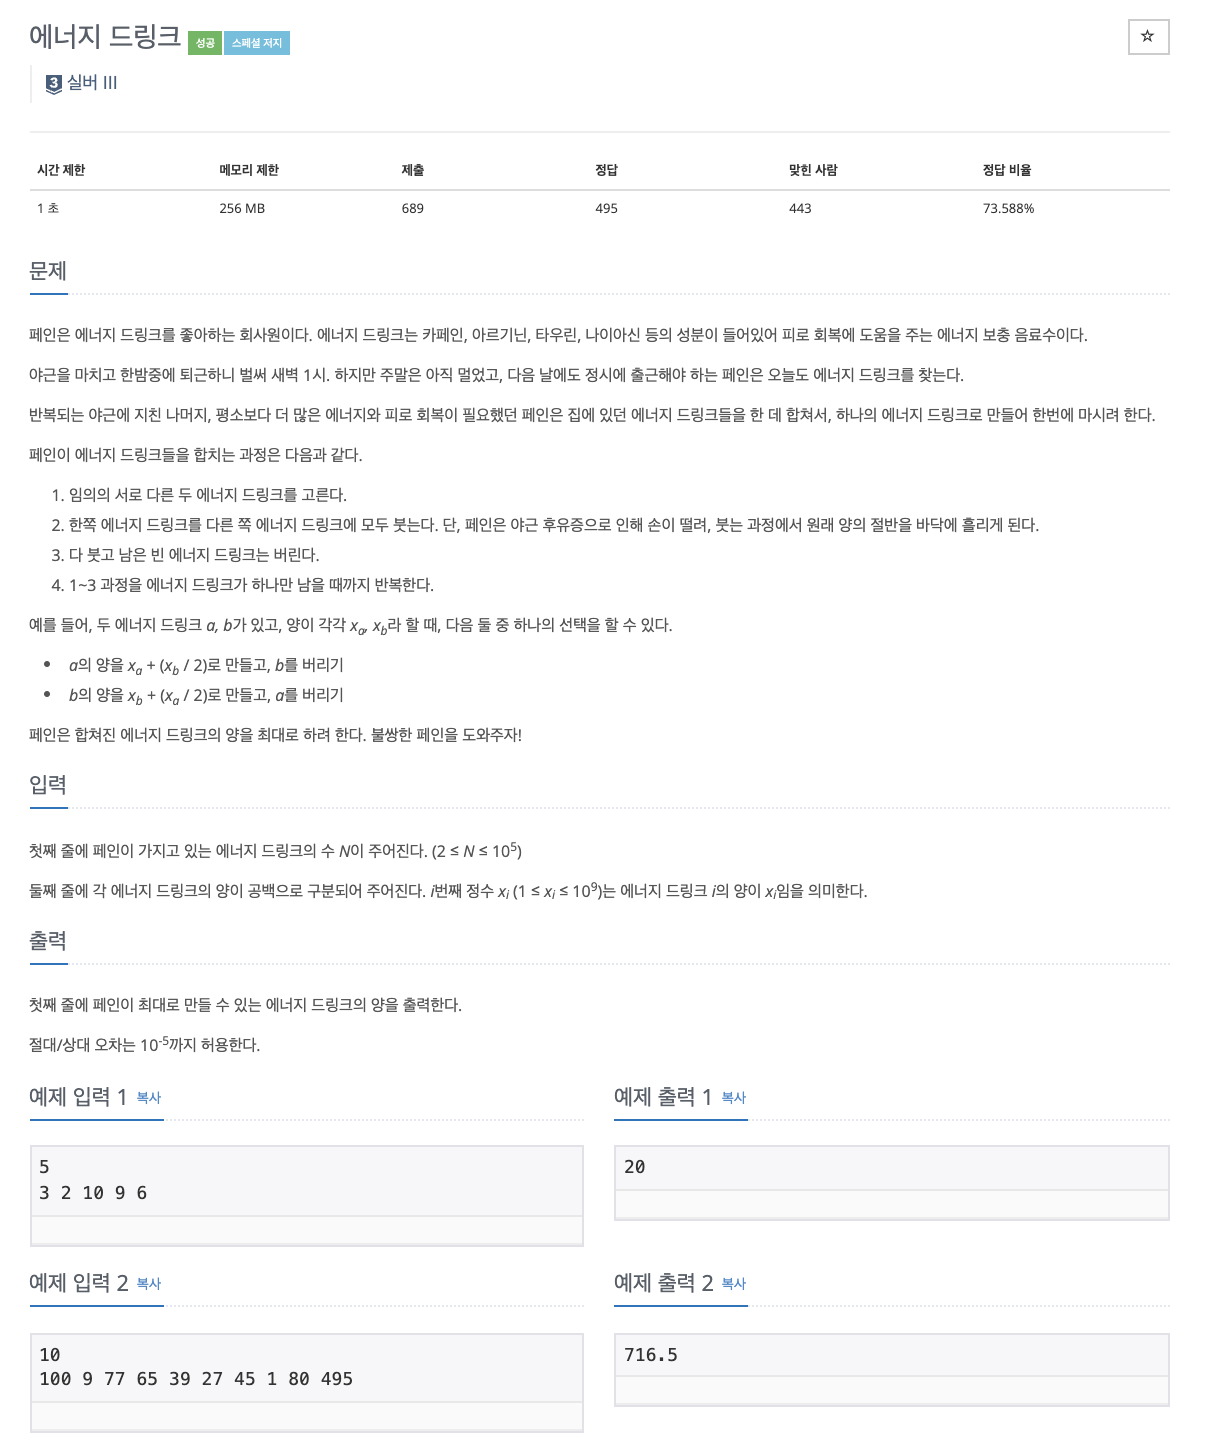 에너지 드링크 성공 스페셜 저지
☆
3 실버 III
시간 제한 메모리 제한 제출 정답 맞힌 사람 정답 비율
1 초 256 MB 689 495 443 73.588%
문제
페인은 에너지 드링크를 좋아하는 회사원이다. 에너지 드링크는 카페인, 아르기닌, 타우린, 나이아신 등의 성분이 들어있어 피로 회복에 도움을 주는 에너지 보충 음료수이다.
야근을 마치고 한밤중에 퇴근하니 벌써 새벽 1시. 하지만 주말은 아직 멀었고, 다음 날에도 정시에 출근해야 하는 페인은 오늘도 에너지 드링크를 찾는다.
반복되는 야근에 지친 나머지, 평소보다 더 많은 에너지와 피로 회복이 필요했던 페인은 집에 있던 에너지 드링크들을 한 데 합쳐서, 하나의 에너지 드링크로 만들어 한번에 마시려 한다.
페인이 에너지 드링크들을 합치는 과정은 다음과 같다.
1. 임의의 서로 다른 두 에너지 드링크를 고른다.
2. 한쪽 에너지 드링크를 다른 쪽 에너지 드링크에 모두 붓는다. 단, 페인은 야근 후유증으로 인해 손이 떨려, 붓는 과정에서 원래 양의 절반을 바닥에 흘리게 된다.
3. 다 붓고 남은 빈 에너지 드링크는 버린다.
4. 1~3 과정을 에너지 드링크가 하나만 남을 때까지 반복한다.
예를 들어, 두 에너지 드링크 a, b가 있고, 양이 각각 xa, xb라 할 때, 다음 둘 중 하나의 선택을 할 수 있다.
• a의 양을 xa + (xb / 2)로 만들고, b를 버리기
• b의 양을 xb + (xa / 2)로 만들고, a를 버리기
페인은 합쳐진 에너지 드링크의 양을 최대로 하려 한다. 불쌍한 페인을 도와주자!
입력
첫째 줄에 페인이 가지고 있는 에너지 드링크의 수 N이 주어진다. (2 ≤ N ≤ 10^5)
둘째 줄에 각 에너지 드링크의 양이 공백으로 구분되어 주어진다. i번째 정수 xi (1 ≤ xi ≤ 10^9)는 에너지 드링크 i의 양이 xi임을 의미한다.
출력
첫째 줄에 페인이 최대로 만들 수 있는 에너지 드링크의 양을 출력한다.
절대/상대 오차는 10^-5까지 허용한다.
예제 입력 1 복사
5
3 2 10 9 6
예제 출력 1 복사
20
예제 입력 2 복사
10
100 9 77 65 39 27 45 1 80 495
예제 출력 2 복사
716.5